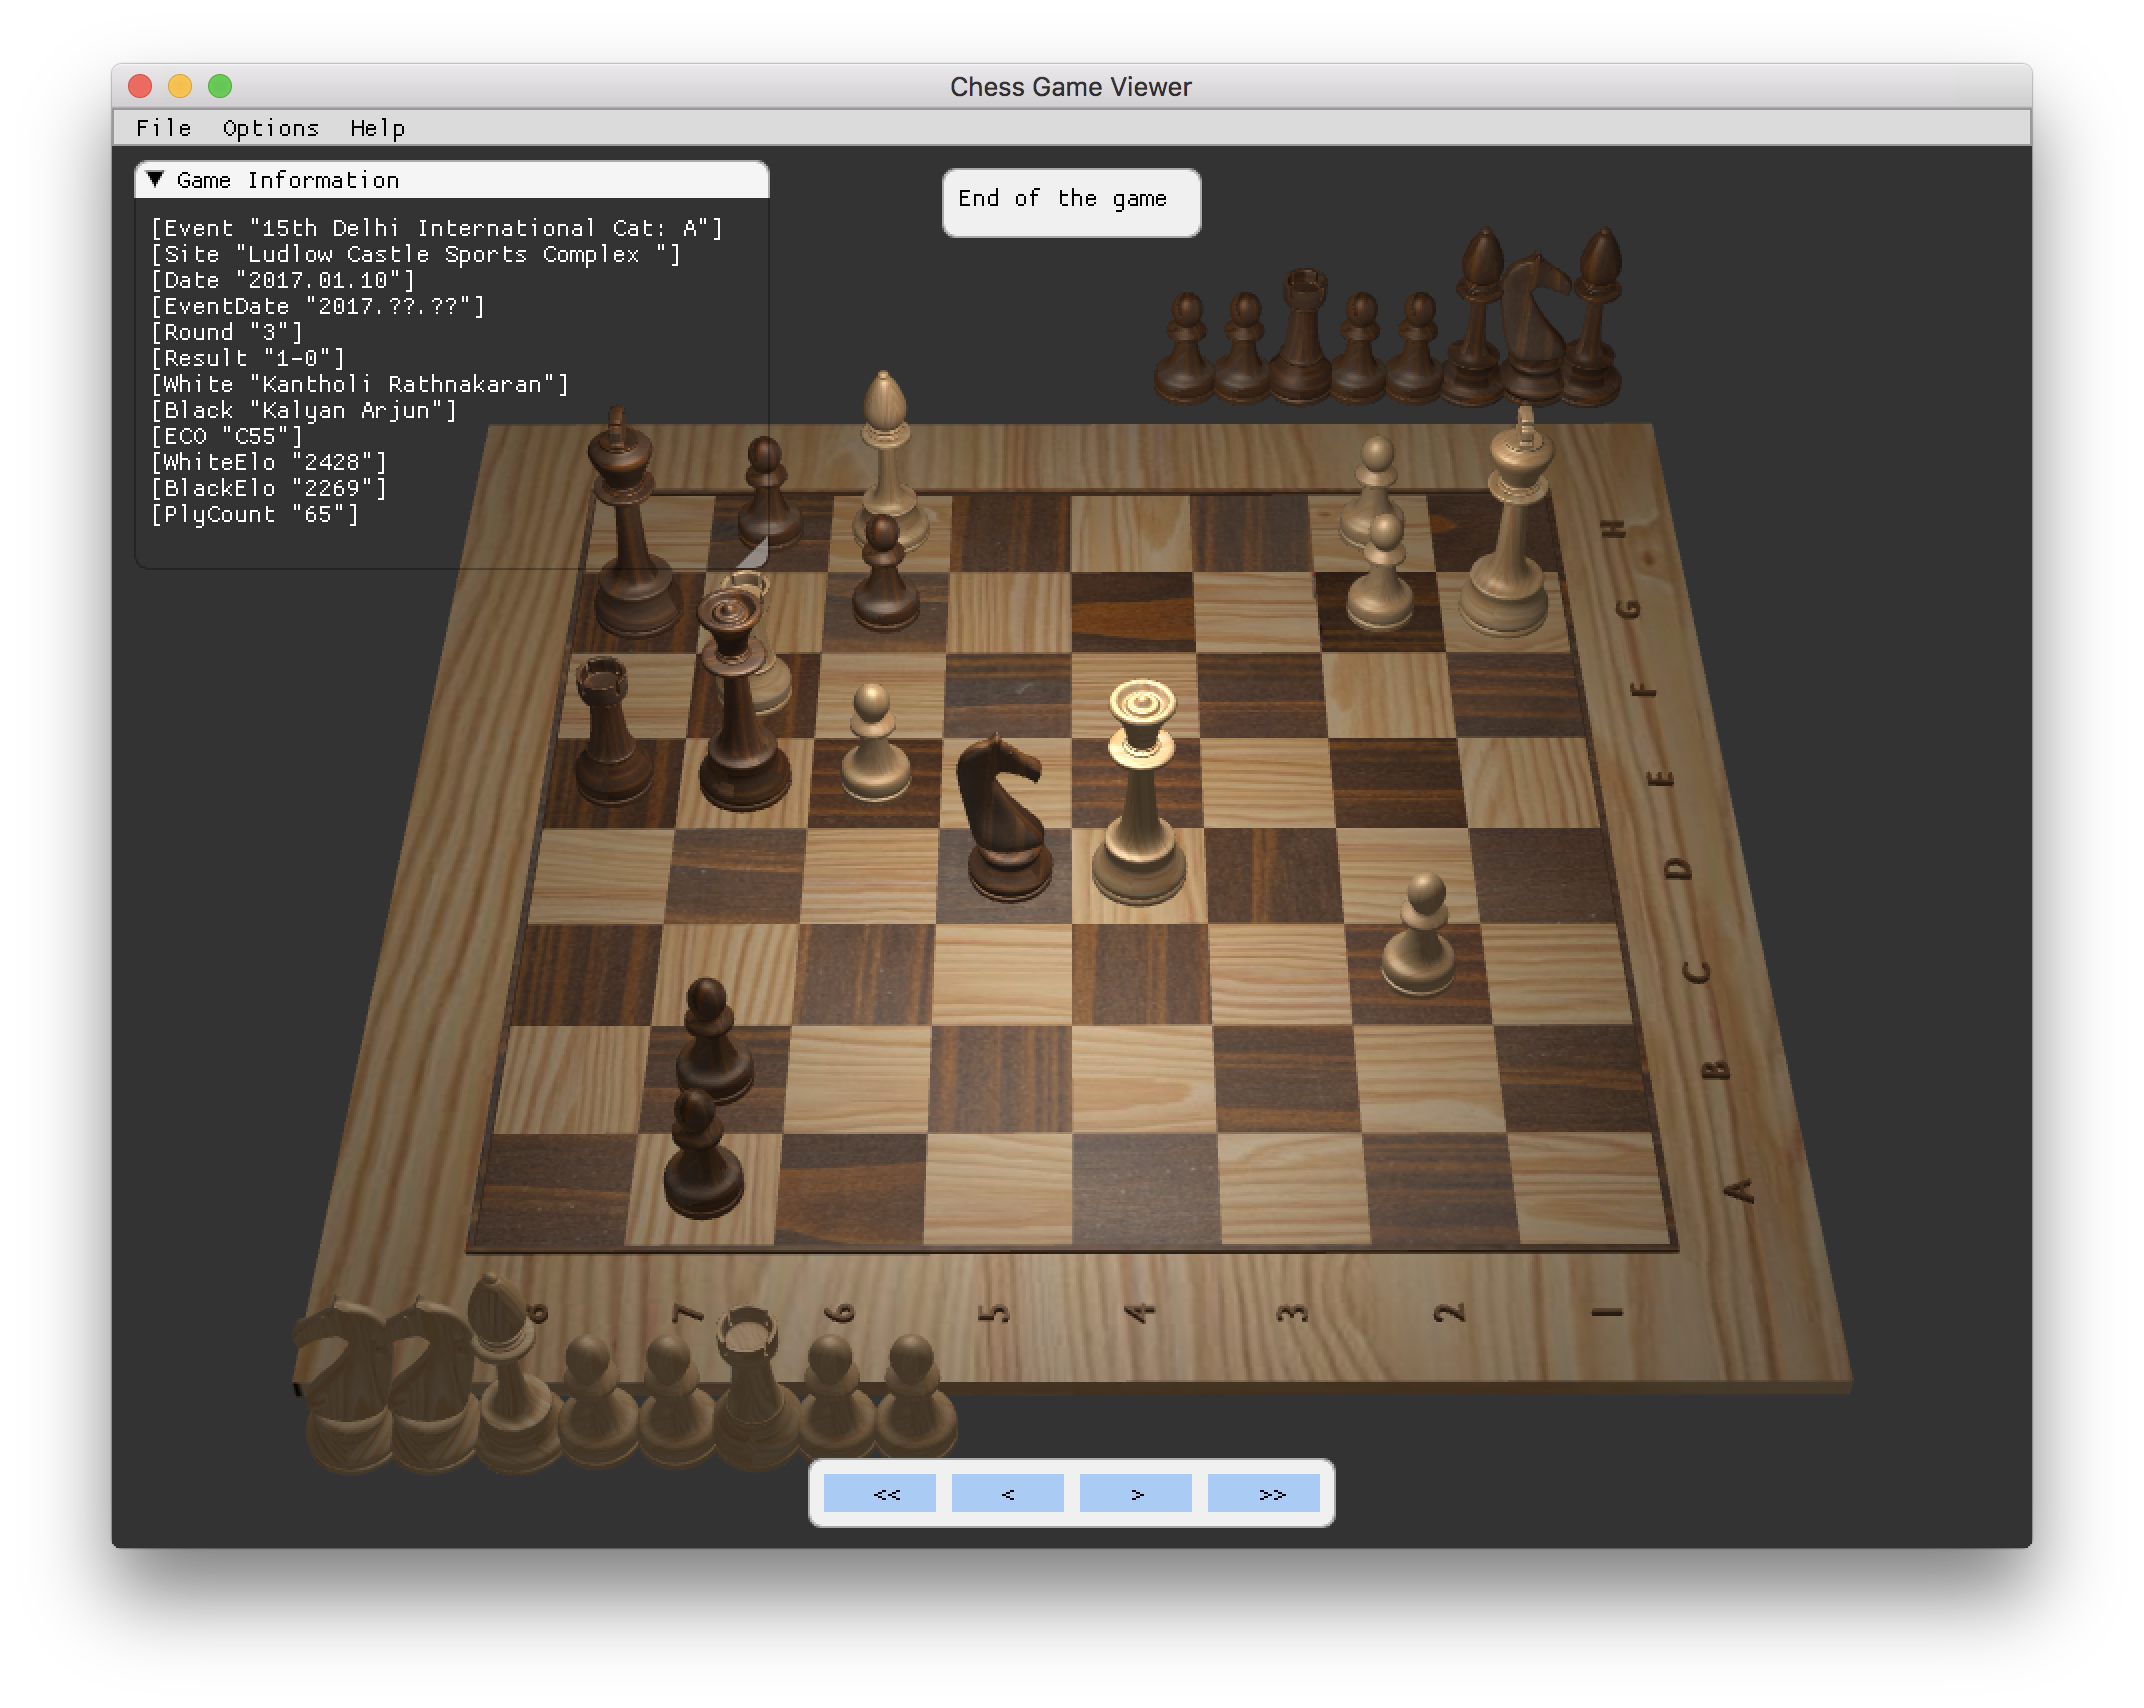 Chess Game Viewer
File Options Help
▼ Game Information
[Event "15th Delhi International Cat: A"]
[Site "Ludlow Castle Sports Complex "]
[Date "2017.01.10"]
[EventDate "2017.??.??"]
[Round "3"]
[Result "1-0"]
[White "Kantholi Rathnakaran"]
[Black "Kalyan Arjun"]
[ECO "C55"]
[WhiteElo "2428"]
[BlackElo "2269"]
[PlyCount "65"]
End of the game
H
G
F
E
D
C
B
A
8 7 6 5 4 3 2 1
<< < > >>